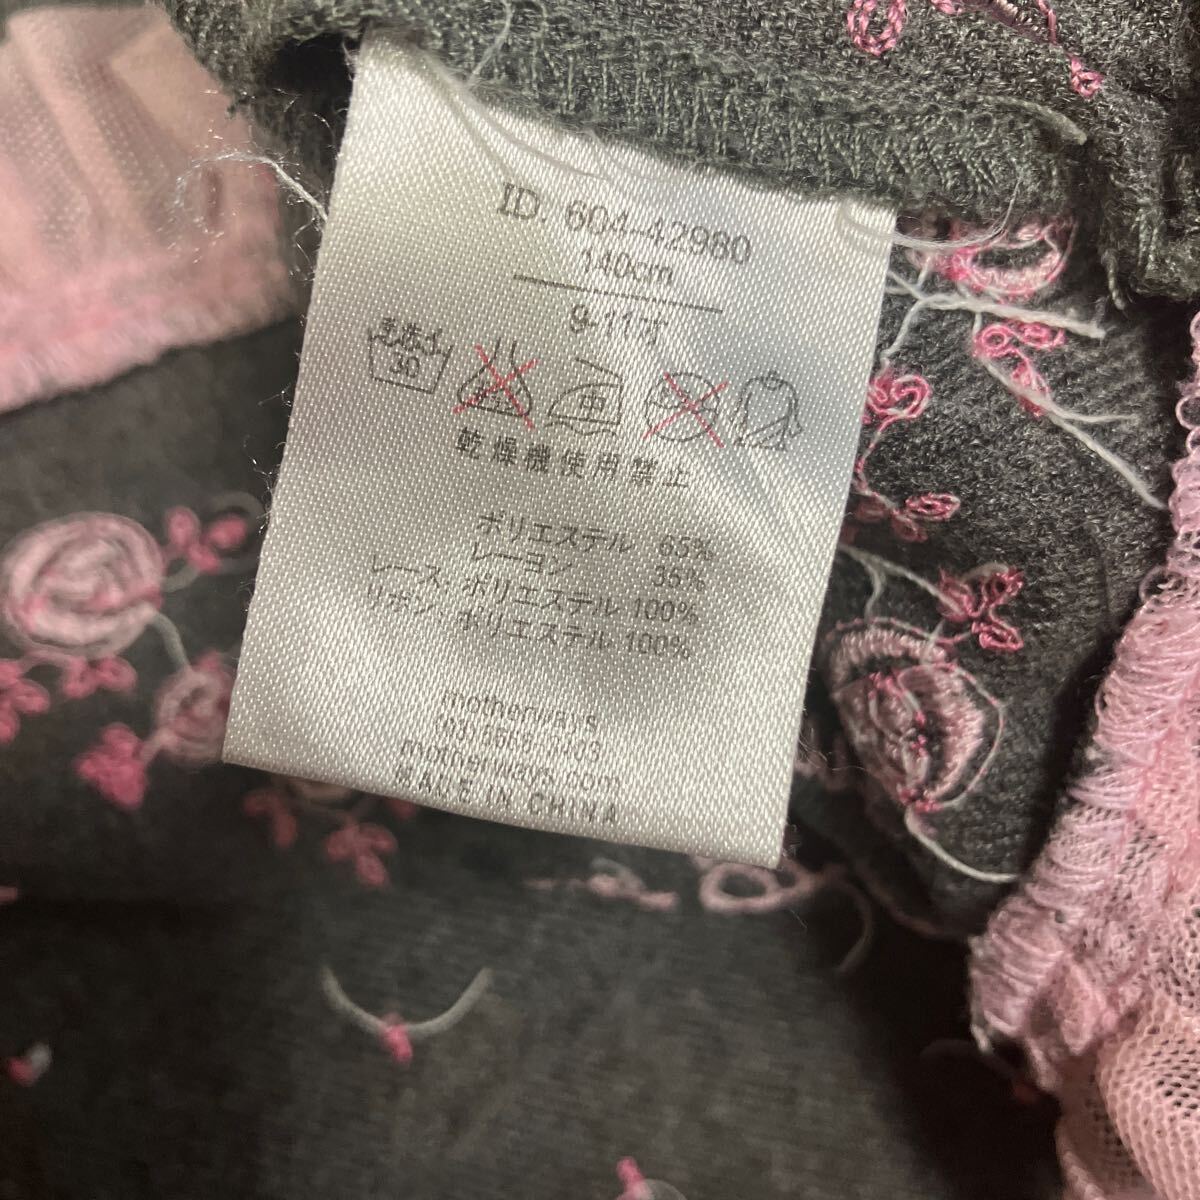 ID. 604-42980
140cm
9-11才
手洗イ 30 中
乾燥機使用禁止
ポリエステル 65%
レーヨン 35%
レース、ポリエステル 100%
リボン、ポリエステル 100%
motherways
motherways.com
MADE IN CHINA